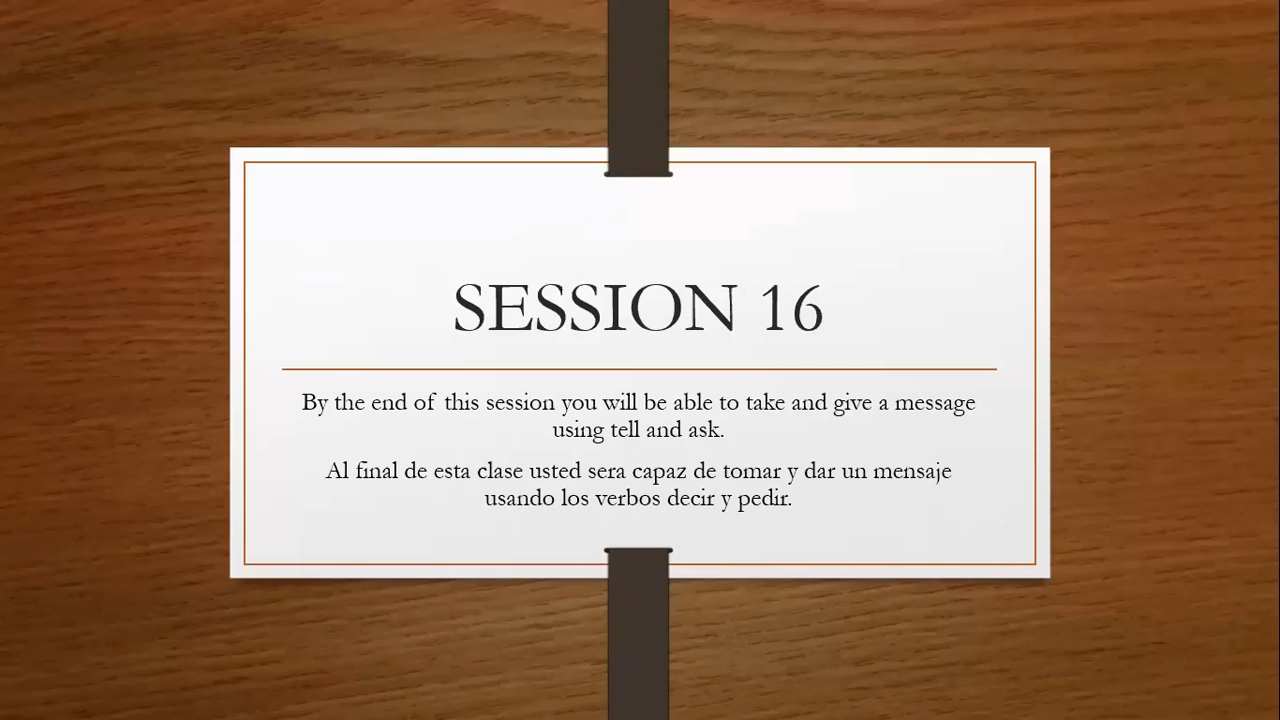 SESSION 16
By the end of this session you will be able to take and give a message
using tell and ask.
Al final de esta clase usted sera capaz de tomar y dar un mensaje
usando los verbos decir y pedir.